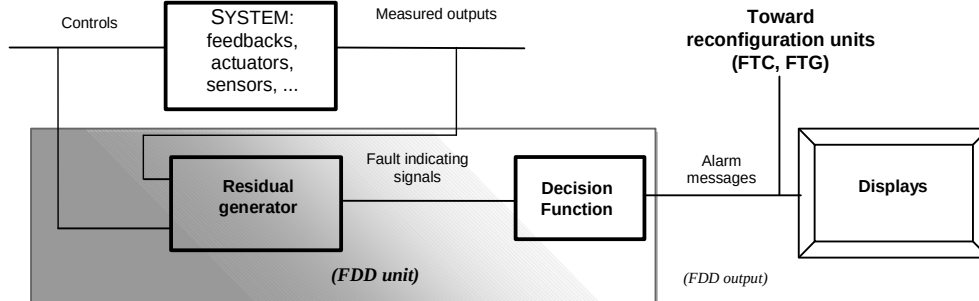 Controls
SYSTEM:
feedbacks,
actuators,
sensors, ...
Measured outputs
Toward
reconfiguration units
(FTC, FTG)
Residual
generator
Fault indicating
signals
Decision
Function
Alarm
messages
Displays
(FDD unit)
(FDD output)